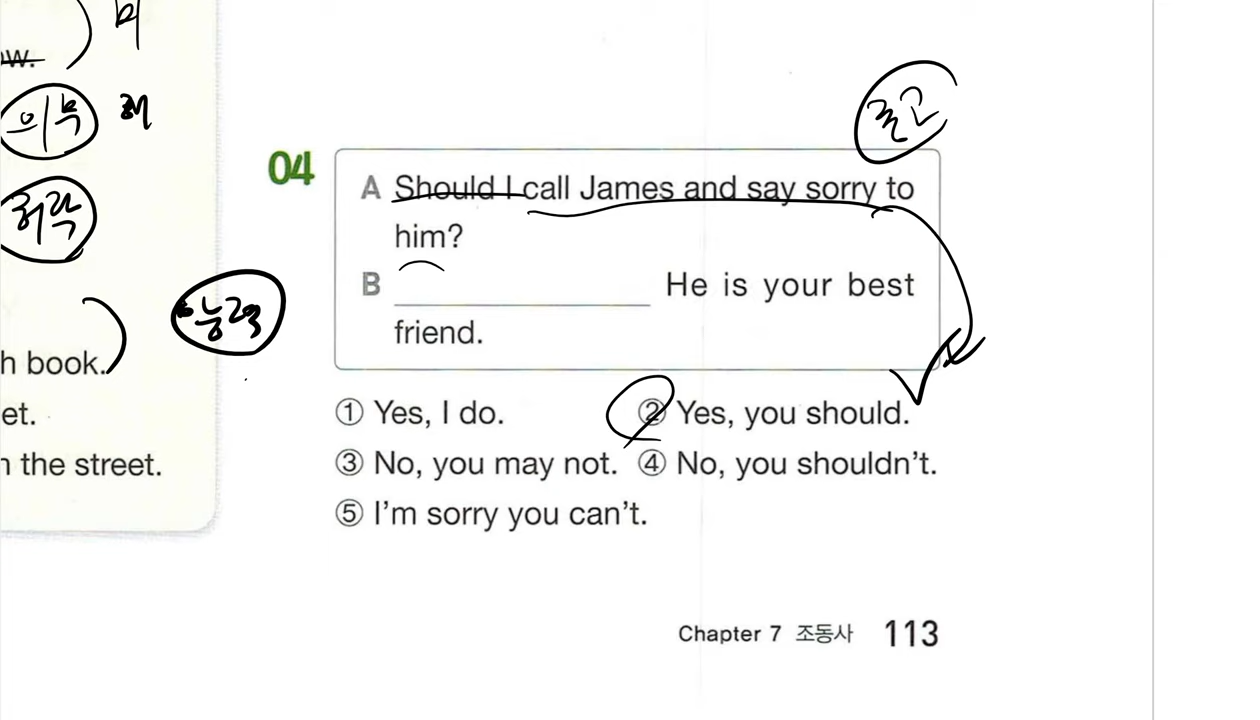 w.
의무
허락
h book.
et.
n the street.
능력
충고
04
A Should I call James and say sorry to
him?
B ____________ He is your best
friend.
① Yes, I do. ② Yes, you should.
③ No, you may not. ④ No, you shouldn't.
⑤ I'm sorry you can't.
Chapter 7 조동사 113